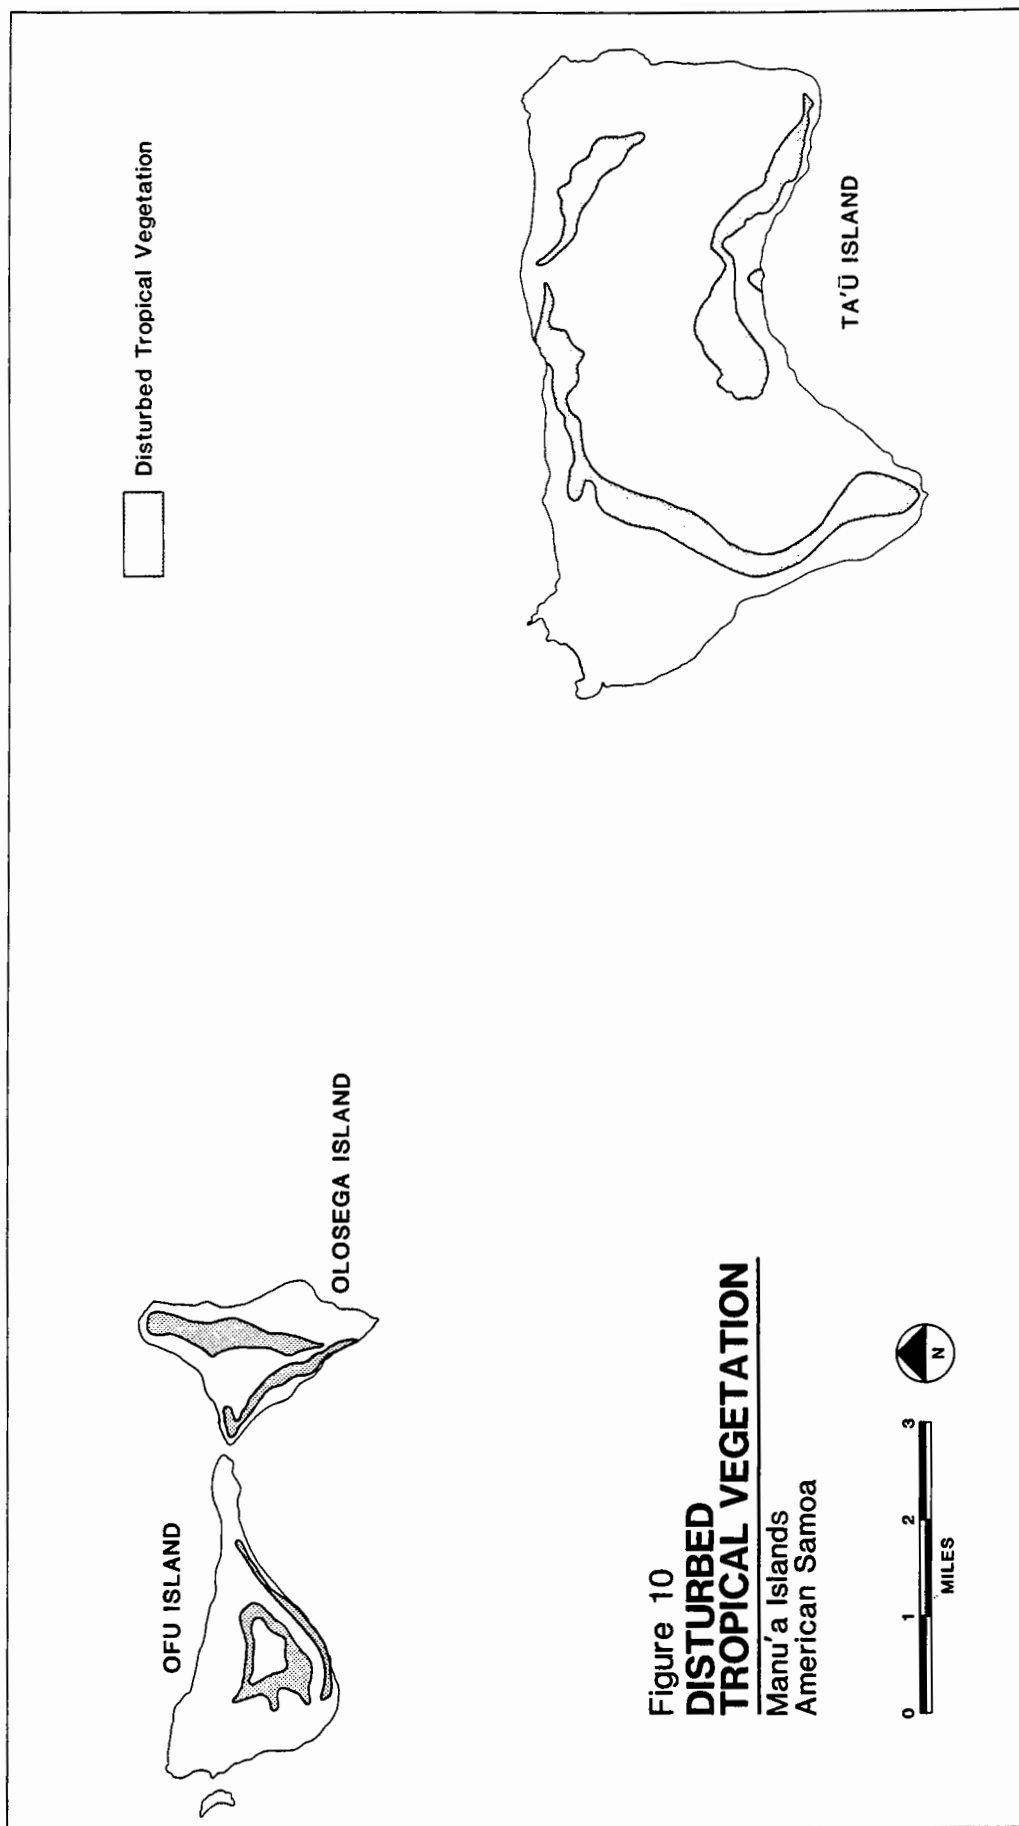 Disturbed Tropical Vegetation
OFU ISLAND
OLOSEGA ISLAND
TA'Ū ISLAND
Figure 10
DISTURBED
TROPICAL VEGETATION
Manu'a Islands
American Samoa
0 1 2 3
MILES
N